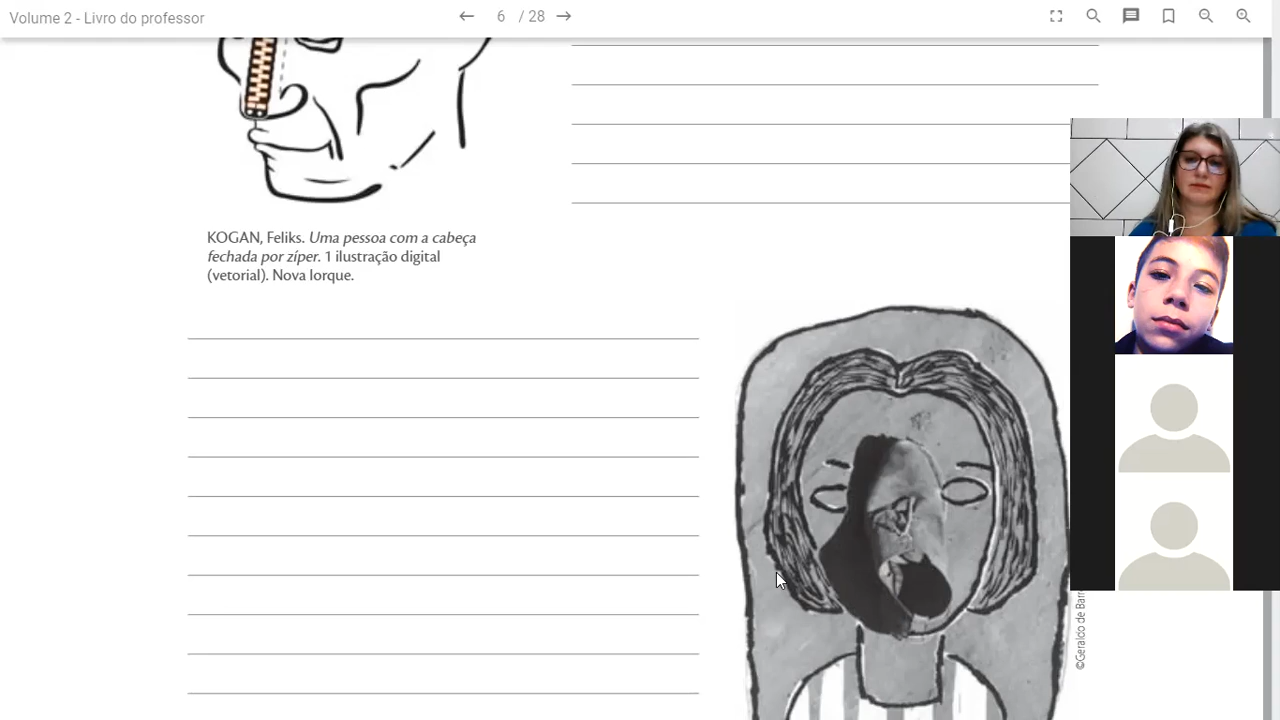 Volume 2 - Livro do professor
6 / 28
KOGAN, Feliks. Uma pessoa com a cabeça
fechada por zíper. 1 ilustração digital
(vetorial). Nova Iorque.
©Geraldo de Barr